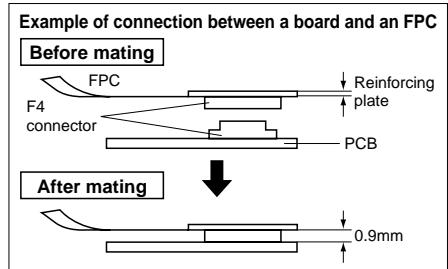 Example of connection between a board and an FPC
Before mating
FPC
Reinforcing
plate
F4
connector
PCB
After mating
0.9mm